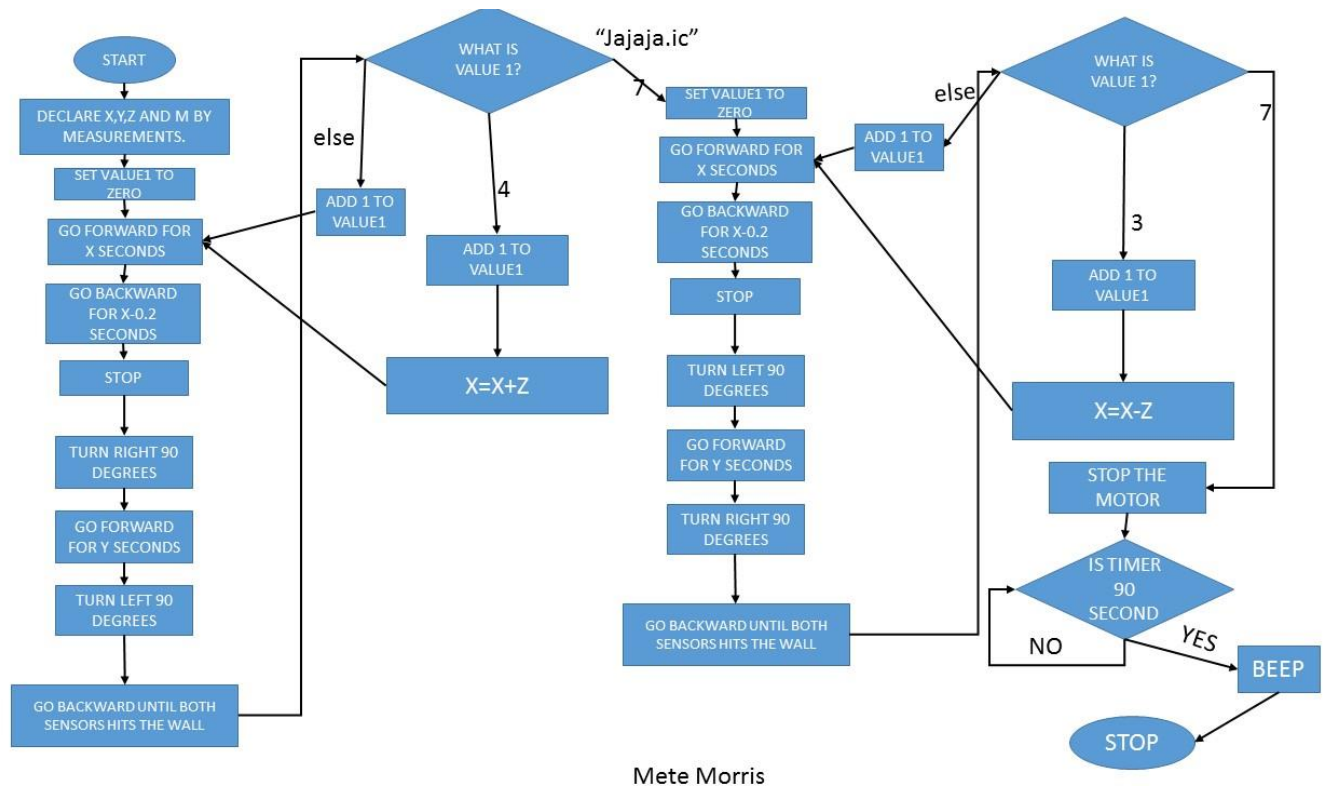 START
DECLARE X,Y,Z AND M BY
MEASUREMENTS.
SET VALUE1 TO
ZERO
GO FORWARD FOR
X SECONDS
GO BACKWARD
FOR X-0.2
SECONDS
STOP
TURN RIGHT 90
DEGREES
GO FORWARD
FOR Y SECONDS
TURN LEFT 90
DEGREES
GO BACKWARD UNTIL BOTH
SENSORS HITS THE WALL
WHAT IS
VALUE 1?
else
ADD 1 TO
VALUE1
4
ADD 1 TO
VALUE1
X=X+Z
"Jajaja.ic"
7
SET VALUE1 TO
ZERO
GO FORWARD FOR
X SECONDS
GO BACKWARD
FOR X-0.2
SECONDS
STOP
TURN LEFT 90
DEGREES
GO FORWARD
FOR Y SECONDS
TURN RIGHT 90
DEGREES
GO BACKWARD UNTIL BOTH
SENSORS HITS THE WALL
WHAT IS
VALUE 1?
else
ADD 1 TO
VALUE1
3
ADD 1 TO
VALUE1
X=X-Z
7
STOP THE
MOTOR
IS TIMER
90
SECOND
NO
YES
BEEP
STOP
Mete Morris